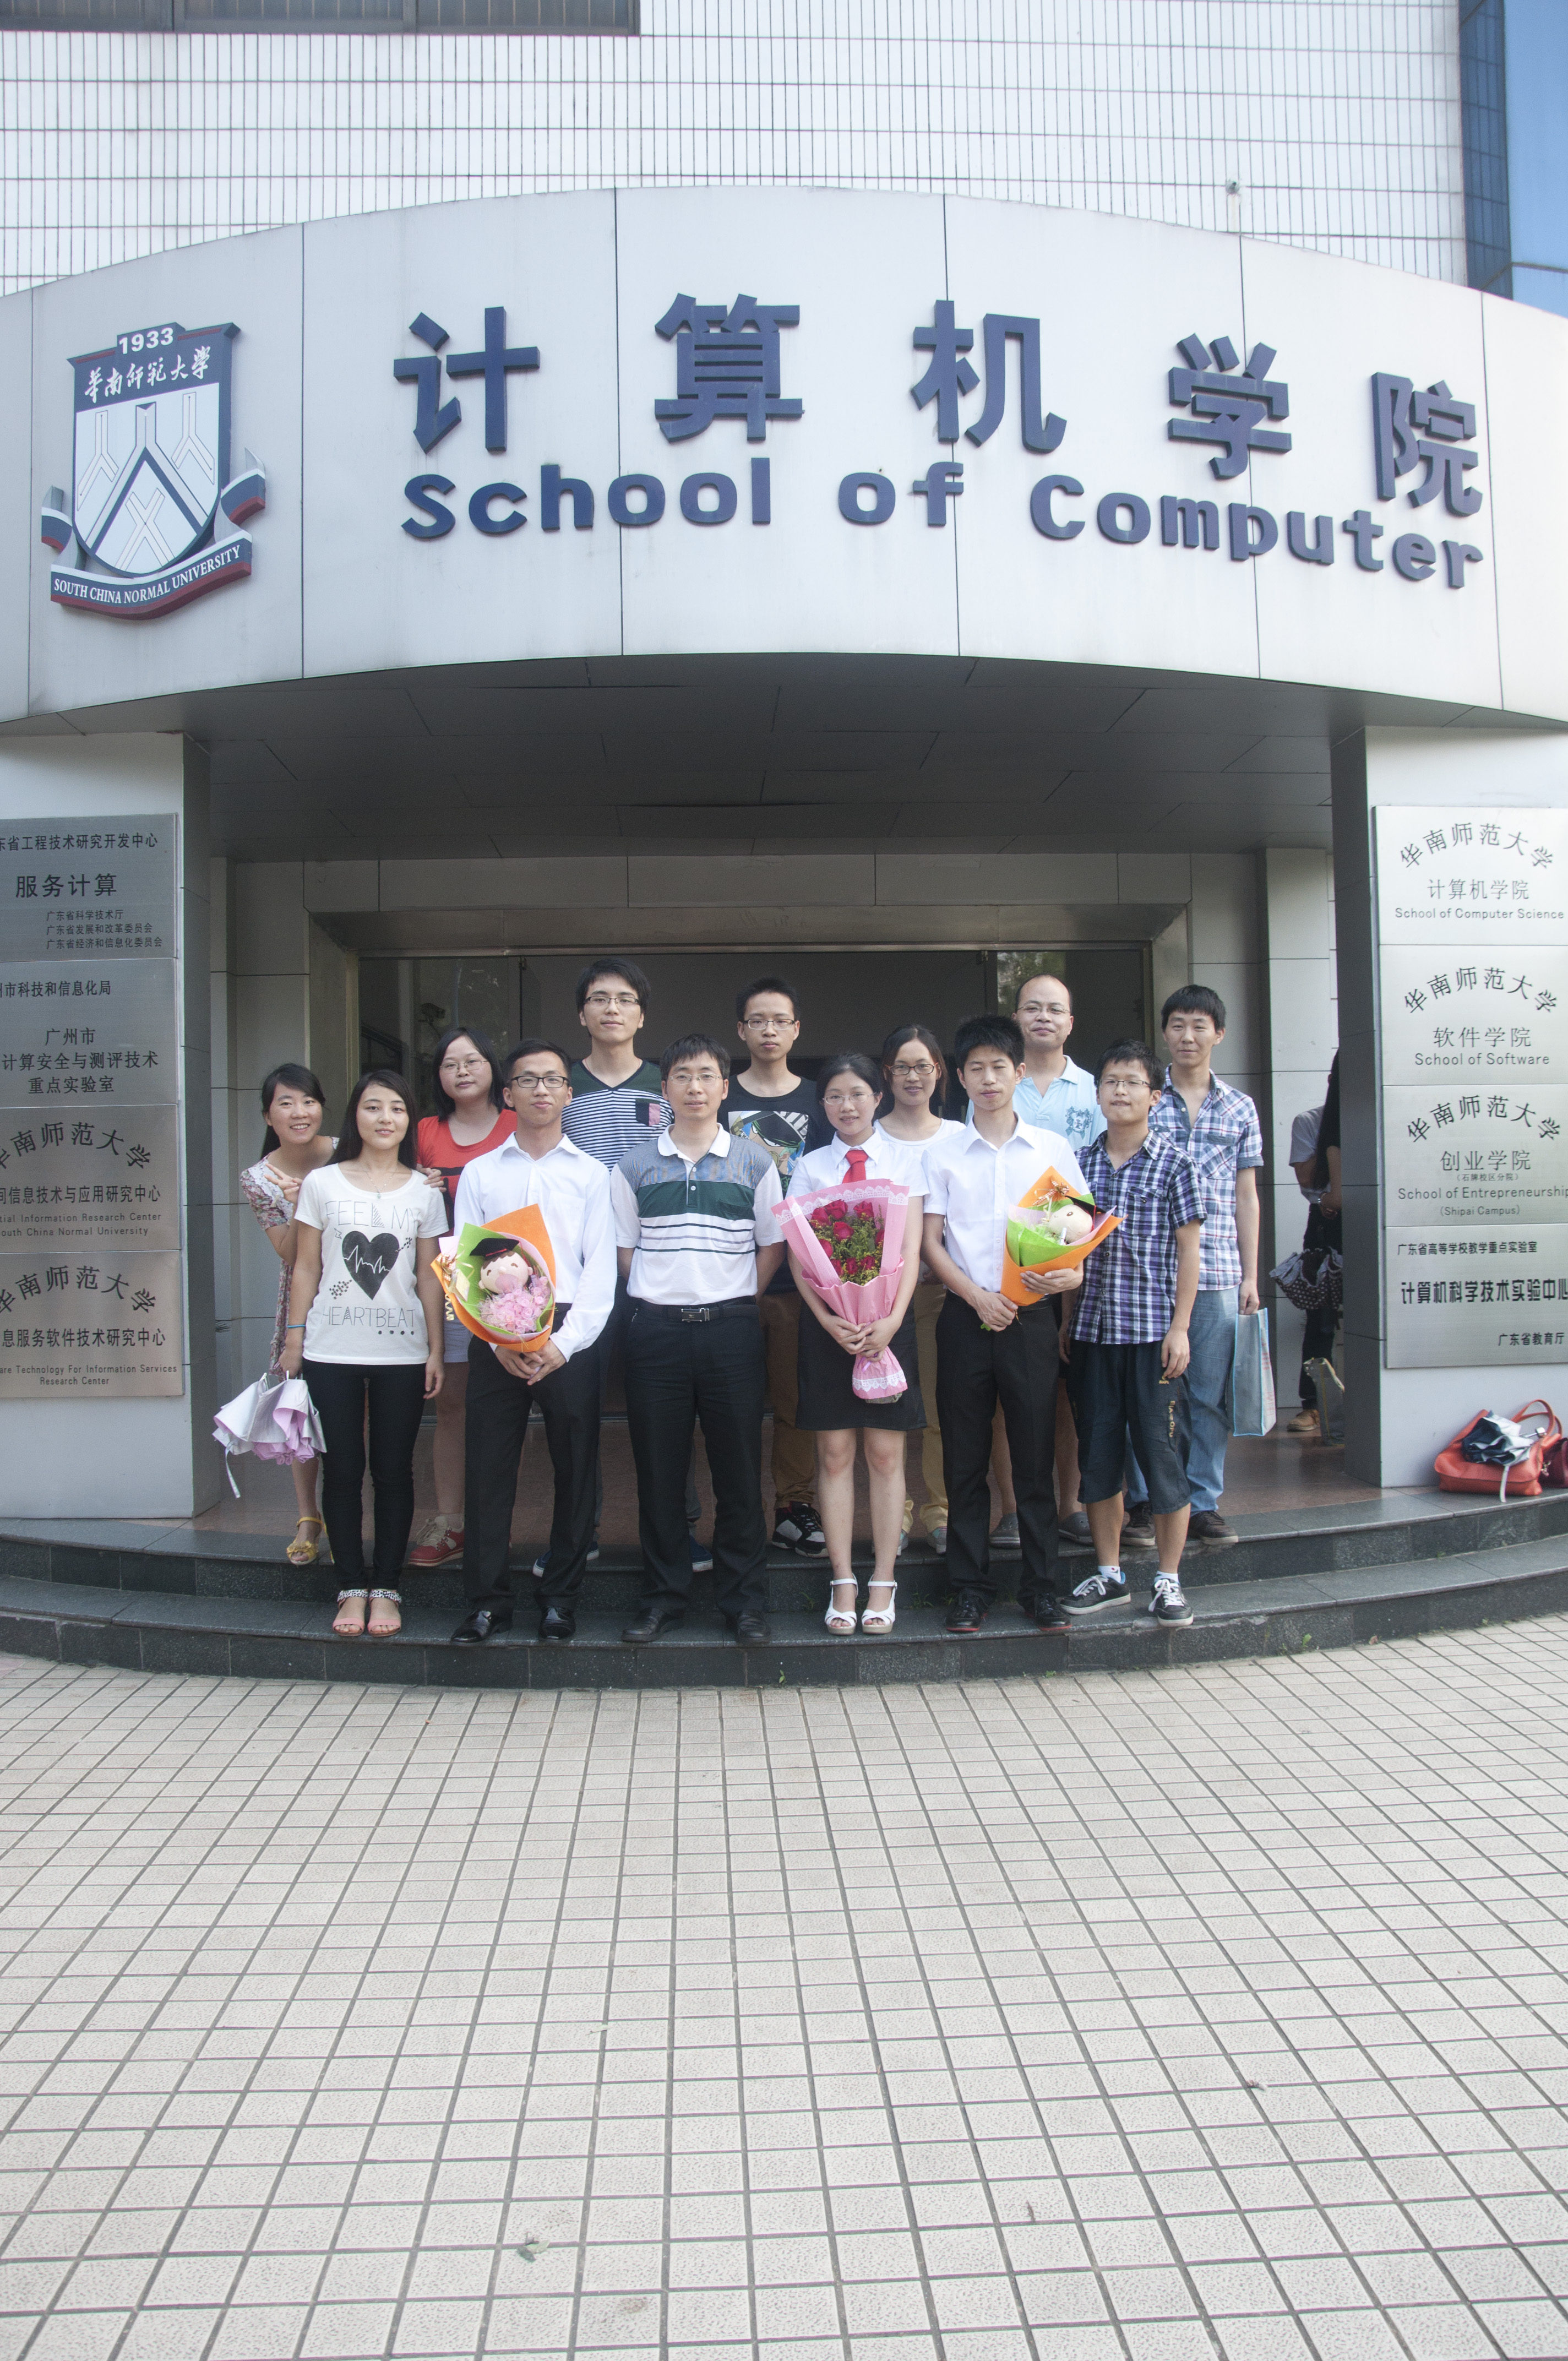 1933
华南师范大学
SOUTH CHINA NORMAL UNIVERSITY
计算机学院
School of Computer
东省工程技术研究开发中心
服务计算
广东省科学技术厅
广东省发展和改革委员会
广东省经济和信息化委员会
州市科技和信息化局
广州市
计算安全与测评技术
重点实验室
华南师范大学
间信息技术与应用研究中心
tial Information Research Center
outh China Normal University
华南师范大学
息服务软件技术研究中心
are Technology For Information Services
Research Center
华南师范大学
计算机学院
School of Computer Science
华南师范大学
软件学院
School of Software
华南师范大学
创业学院
(石牌校区分院)
School of Entrepreneurship
(Shipai Campus)
广东省高等学校教学重点实验室
计算机科学技术实验中心
广东省教育厅
FEEL MY
HEARTBEAT